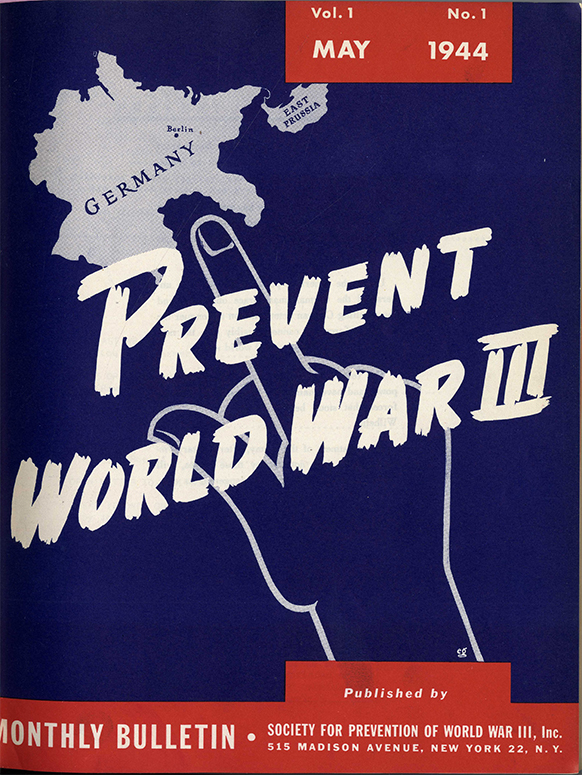 Vol. 1 No. 1
MAY 1944
EAST
PRUSSIA
Berlin
GERMANY
PREVENT
WORLD WAR III
eg
Published by
MONTHLY BULLETIN • SOCIETY FOR PREVENTION OF WORLD WAR III, Inc.
515 MADISON AVENUE, NEW YORK 22, N. Y.